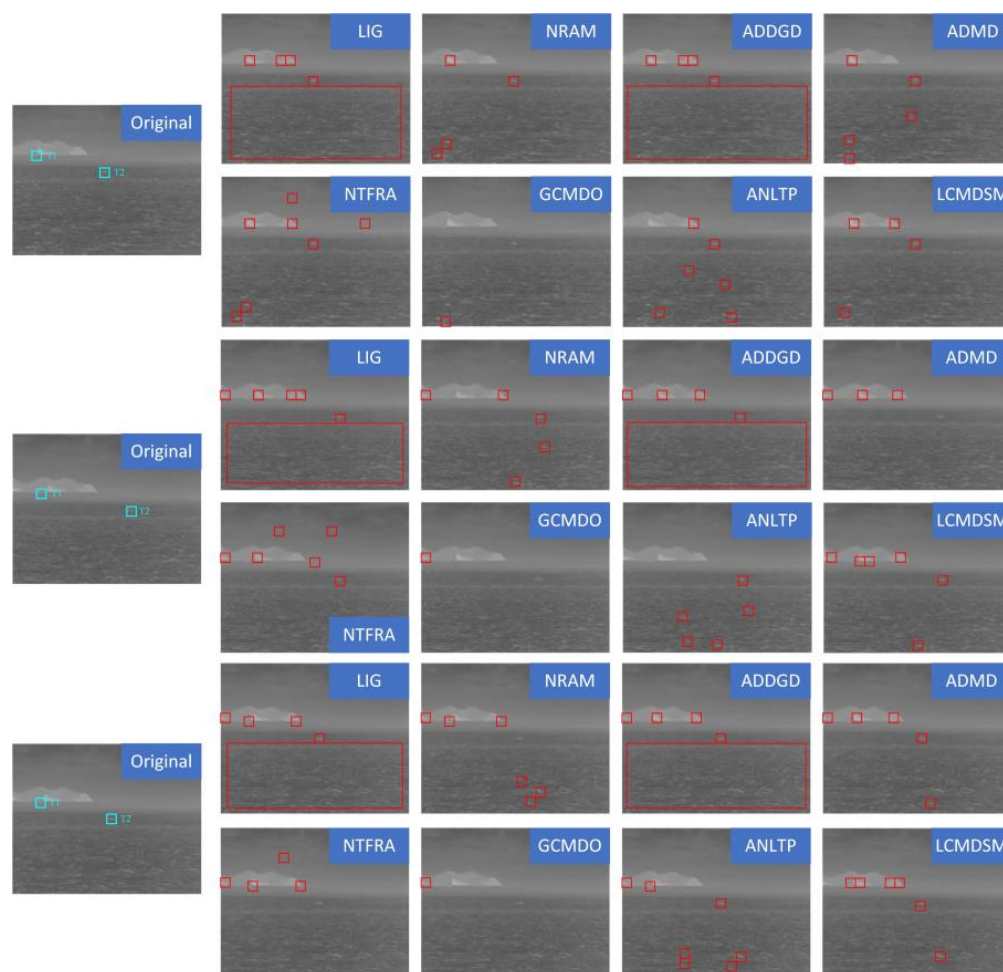 LIG
NRAM
ADDGD
ADMD
Original
T1
T2
NTFRA
GCMDO
ANLTP
LCMDSM
LIG
NRAM
ADDGD
ADMD
Original
T1
T2
GCMDO
ANLTP
LCMDSM
NTFRA
LIG
NRAM
ADDGD
ADMD
Original
T1
T2
NTFRA
GCMDO
ANLTP
LCMDSM